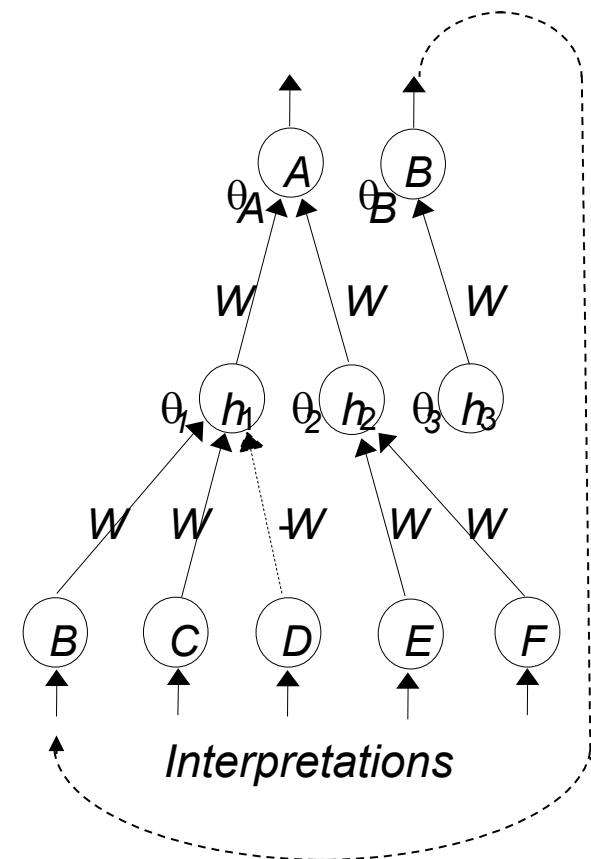 A B
θA θB
W W W
θ1 h1 θ2 h2 θ3 h3
W W -W W W
B C D E F
Interpretations